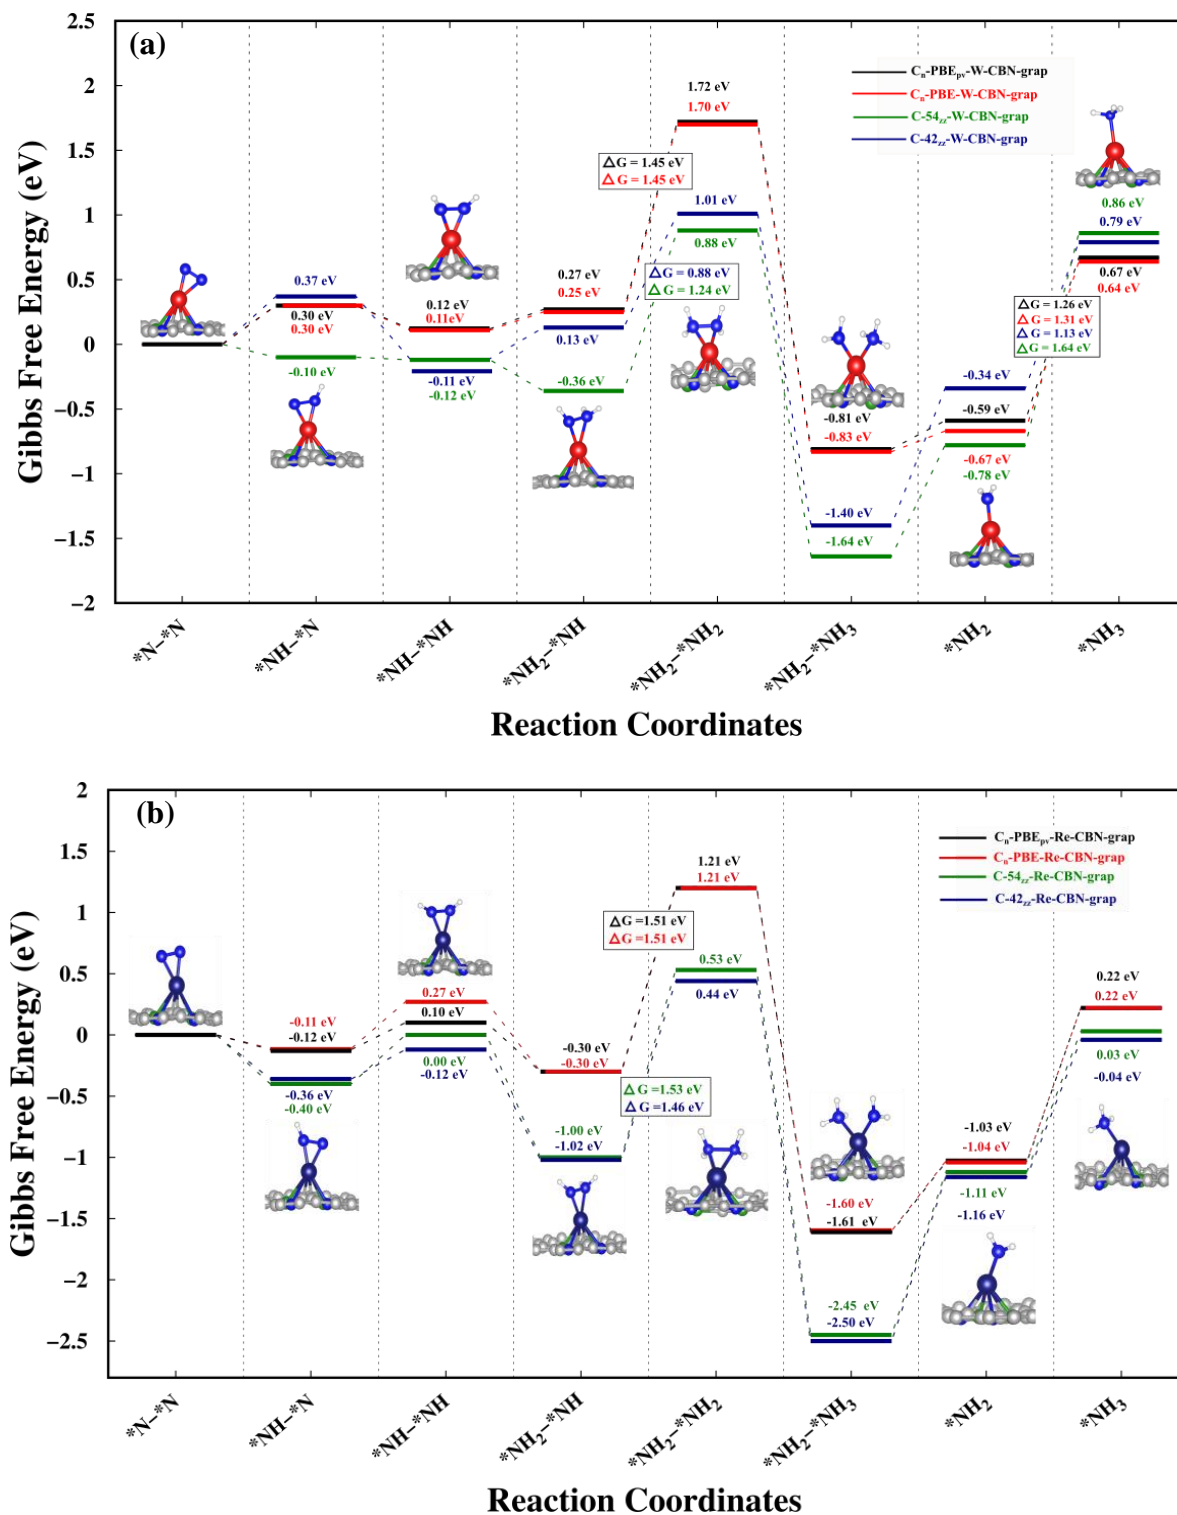 (a)
Gibbs Free Energy (eV)
2.5
2
1.5
1
0.5
0
−0.5
−1
−1.5
−2
Cₙ-PBEₚᵥ-W-CBN-grap
Cₙ-PBE-W-CBN-grap
C-54zz-W-CBN-grap
C-42zz-W-CBN-grap
0.37 eV
0.30 eV
0.30 eV
-0.10 eV
0.12 eV
0.11eV
-0.11 eV
-0.12 eV
0.27 eV
0.25 eV
0.13 eV
-0.36 eV
△G = 1.45 eV
△G = 1.45 eV
1.72 eV
1.70 eV
1.01 eV
0.88 eV
△G = 0.88 eV
△G = 1.24 eV
-0.81 eV
-0.83 eV
-1.40 eV
-1.64 eV
-0.34 eV
-0.59 eV
-0.67 eV
-0.78 eV
△G = 1.26 eV
△G = 1.31 eV
△G = 1.13 eV
△G = 1.64 eV
0.86 eV
0.79 eV
0.67 eV
0.64 eV
*N−*N
*NH−*N
*NH−*NH
*NH₂−*NH
*NH₂−*NH₂
*NH₂−*NH₃
*NH₂
*NH₃
Reaction Coordinates
(b)
Gibbs Free Energy (eV)
2
1.5
1
0.5
0
−0.5
−1
−1.5
−2
−2.5
Cₙ-PBEₚᵥ-Re-CBN-grap
Cₙ-PBE-Re-CBN-grap
C-54zz-Re-CBN-grap
C-42zz-Re-CBN-grap
-0.11 eV
-0.12 eV
-0.36 eV
-0.40 eV
0.27 eV
0.10 eV
0.00 eV
-0.12 eV
-0.30 eV
-0.30 eV
-1.00 eV
-1.02 eV
△G =1.51 eV
△G =1.51 eV
1.21 eV
1.21 eV
0.53 eV
0.44 eV
△G =1.53 eV
△G =1.46 eV
-1.60 eV
-1.61 eV
-2.45 eV
-2.50 eV
-1.03 eV
-1.04 eV
-1.11 eV
-1.16 eV
0.22 eV
0.22 eV
0.03 eV
-0.04 eV
*N−*N
*NH−*N
*NH−*NH
*NH₂−*NH
*NH₂−*NH₂
*NH₂−*NH₃
*NH₂
*NH₃
Reaction Coordinates